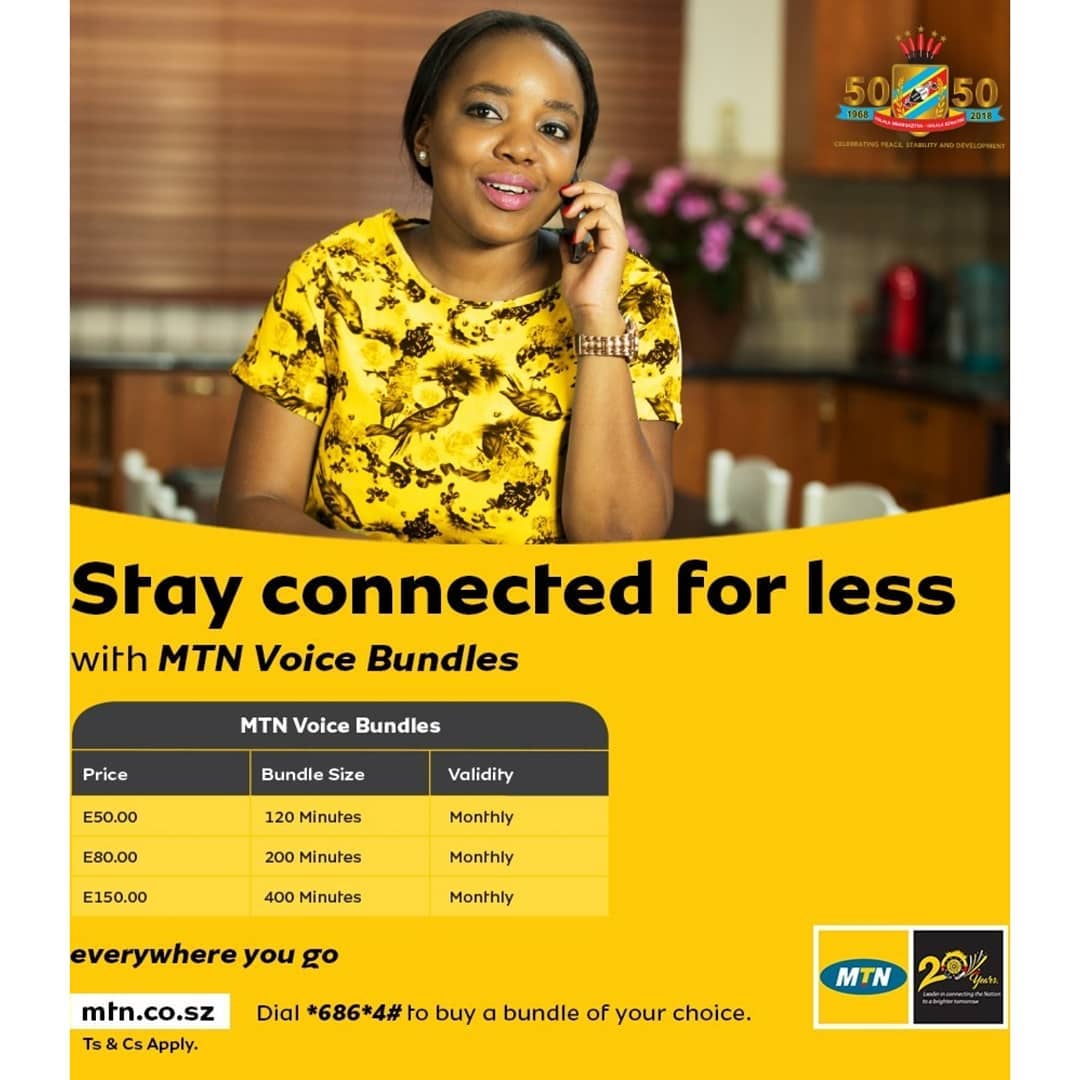 50 50
1968 2018
CELEBRATING PEACE, STABILITY AND DEVELOPMENT
Stay connected for less
with MTN Voice Bundles
MTN Voice Bundles
Price Bundle Size Validity
E50.00 120 Minutes Monthly
E80.00 200 Minutes Monthly
E150.00 400 Minutes Monthly
everywhere you go
mtn.co.sz
Dial *686*4# to buy a bundle of your choice.
Ts & Cs Apply.
MTN
20 Years.
Leader in connecting the Nation
to a brighter tomorrow